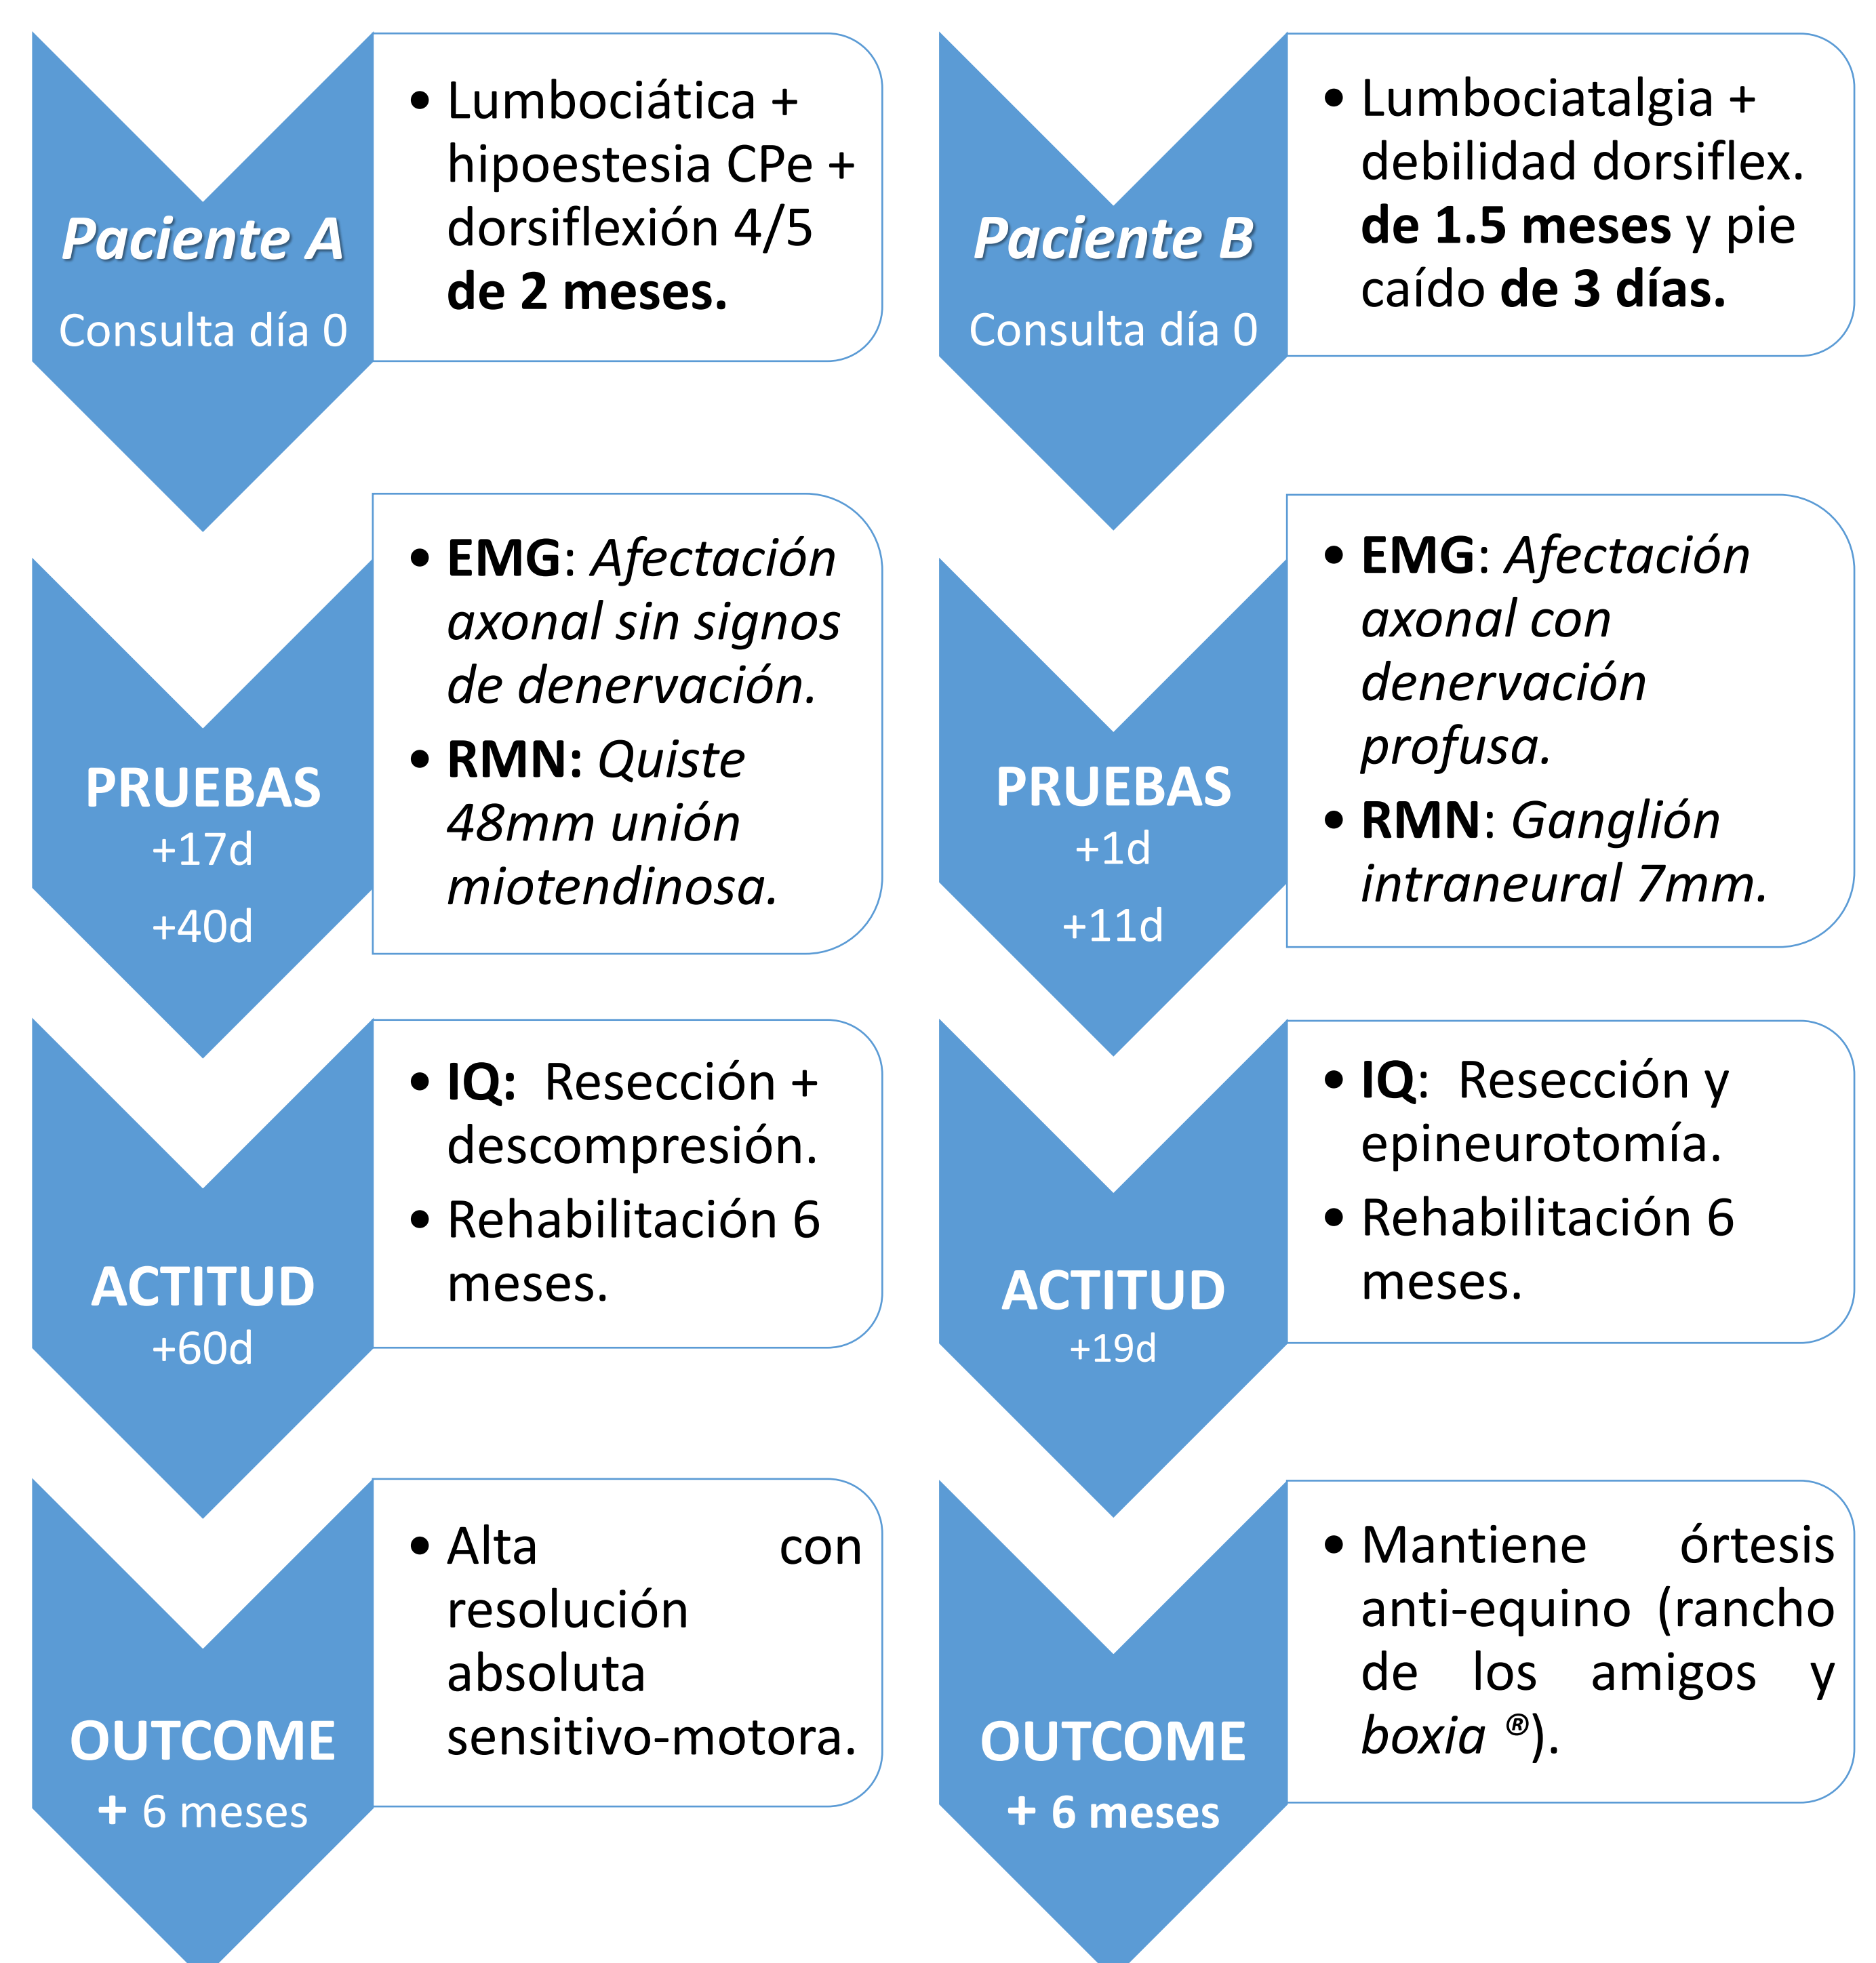 Paciente A
Consulta día 0
• Lumbociática +
hipoestesia CPe +
dorsiflexión 4/5
de 2 meses.
PRUEBAS
+17d
+40d
• EMG: Afectación
axonal sin signos
de denervación.
• RMN: Quiste
48mm unión
miotendinosa.
ACTITUD
+60d
• IQ: Resección +
descompresión.
• Rehabilitación 6
meses.
OUTCOME
+ 6 meses
• Alta con
resolución
absoluta
sensitivo-motora.
Paciente B
Consulta día 0
• Lumbociatalgia +
debilidad dorsiflex.
de 1.5 meses y pie
caído de 3 días.
PRUEBAS
+1d
+11d
• EMG: Afectación
axonal con
denervación
profusa.
• RMN: Ganglión
intraneural 7mm.
ACTITUD
+19d
• IQ: Resección y
epineurotomía.
• Rehabilitación 6
meses.
OUTCOME
+ 6 meses
• Mantiene órtesis
anti-equino (rancho
de los amigos y
boxia ®).